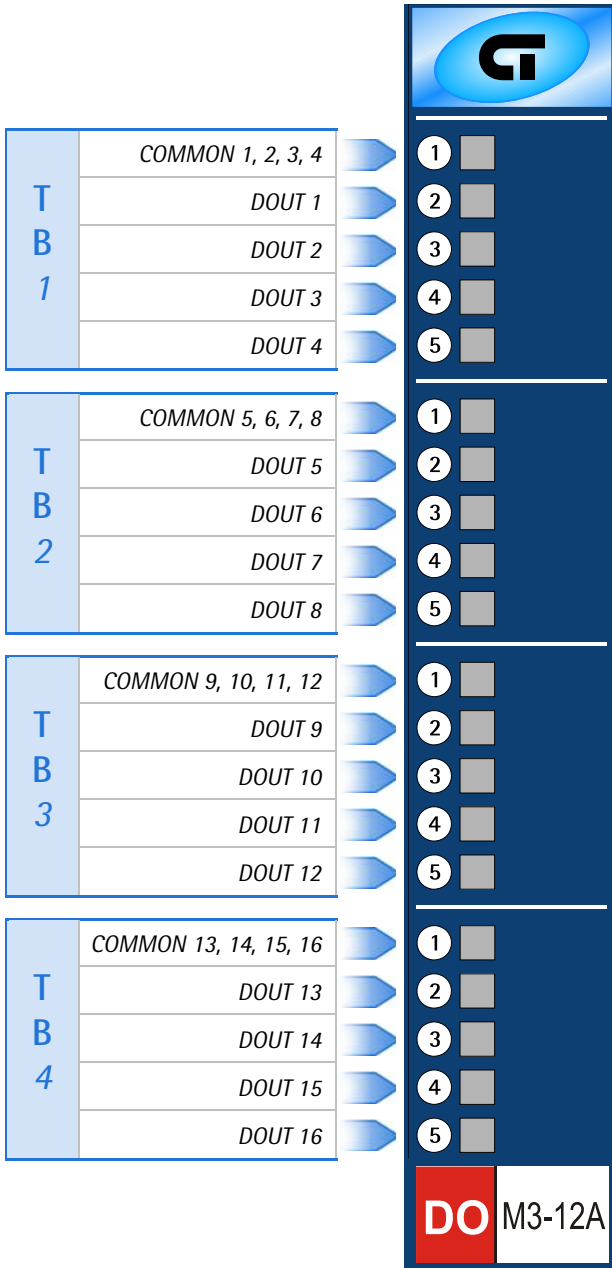 CT
TB1
COMMON 1, 2, 3, 4 1
DOUT 1 2
DOUT 2 3
DOUT 3 4
DOUT 4 5
TB2
COMMON 5, 6, 7, 8 1
DOUT 5 2
DOUT 6 3
DOUT 7 4
DOUT 8 5
TB3
COMMON 9, 10, 11, 12 1
DOUT 9 2
DOUT 10 3
DOUT 11 4
DOUT 12 5
TB4
COMMON 13, 14, 15, 16 1
DOUT 13 2
DOUT 14 3
DOUT 15 4
DOUT 16 5
DO M3-12A